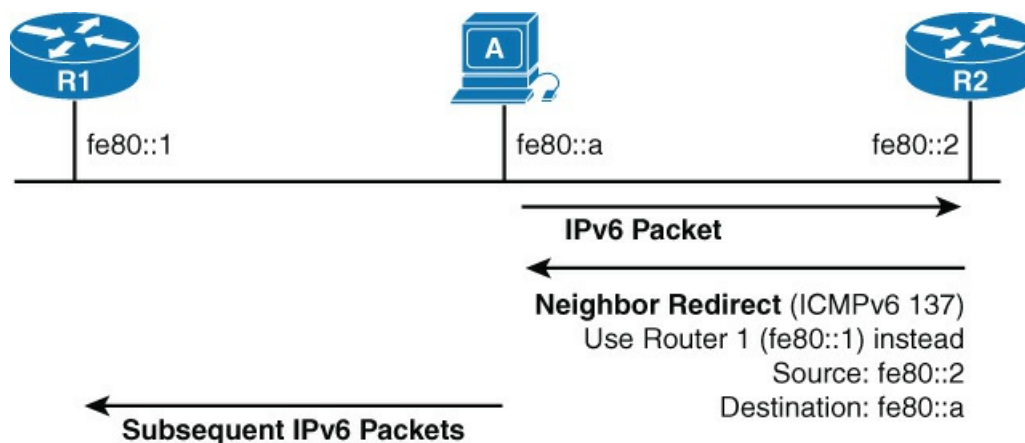 A
R1
R2
fe80::1
fe80::a
fe80::2
IPv6 Packet
Neighbor Redirect (ICMPv6 137)
Use Router 1 (fe80::1) instead
Source: fe80::2
Destination: fe80::a
Subsequent IPv6 Packets